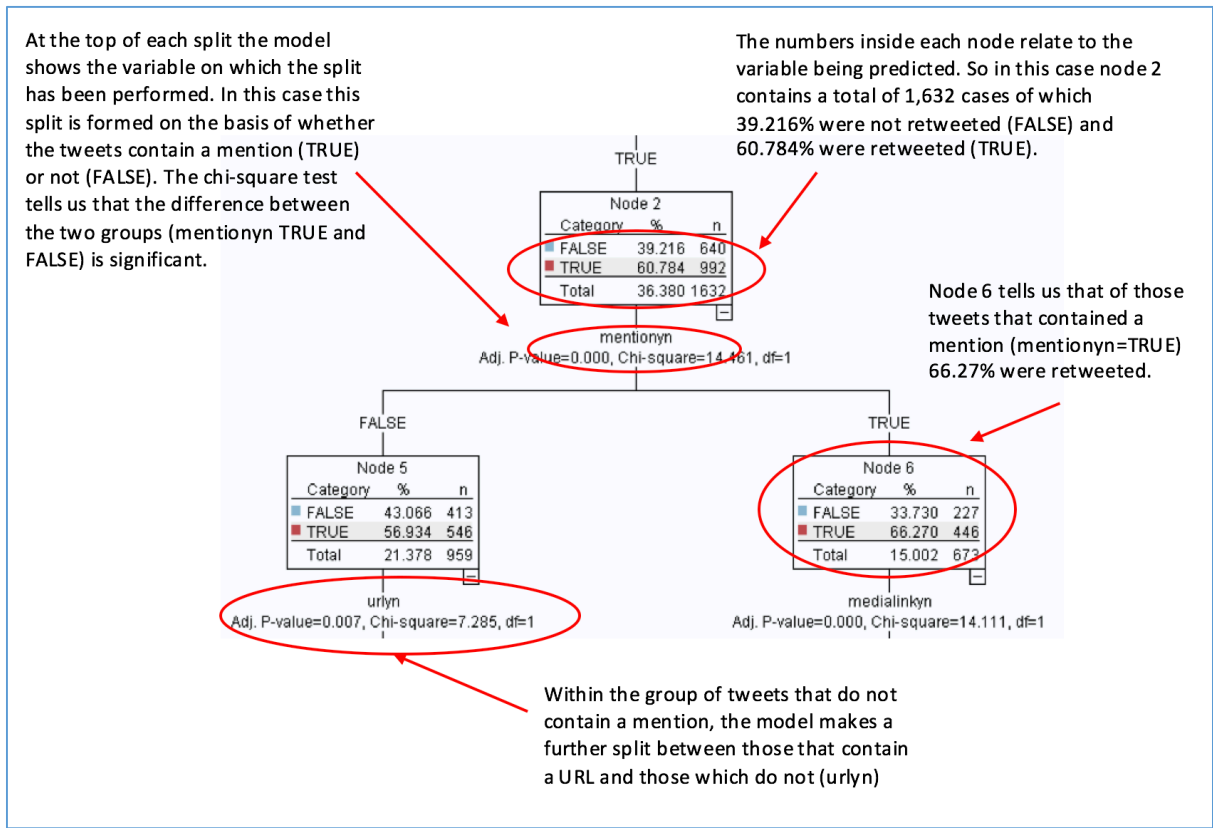 At the top of each split the model
shows the variable on which the split
has been performed. In this case this
split is formed on the basis of whether
the tweets contain a mention (TRUE)
or not (FALSE). The chi-square test
tells us that the difference between
the two groups (mentionyn TRUE and
FALSE) is significant.
The numbers inside each node relate to the
variable being predicted. So in this case node 2
contains a total of 1,632 cases of which
39.216% were not retweeted (FALSE) and
60.784% were retweeted (TRUE).
TRUE
Node 2
Category % n
FALSE 39.216 640
TRUE 60.784 992
Total 36.380 1632
mentionyn
Adj. P-value=0.000, Chi-square=14.461, df=1
Node 6 tells us that of those
tweets that contained a
mention (mentionyn=TRUE)
66.27% were retweeted.
FALSE
Node 5
Category % n
FALSE 43.066 413
TRUE 56.934 546
Total 21.378 959
urlyn
Adj. P-value=0.007, Chi-square=7.285, df=1
TRUE
Node 6
Category % n
FALSE 33.730 227
TRUE 66.270 446
Total 15.002 673
medialinkyn
Adj. P-value=0.000, Chi-square=14.111, df=1
Within the group of tweets that do not
contain a mention, the model makes a
further split between those that contain
a URL and those which do not (urlyn)